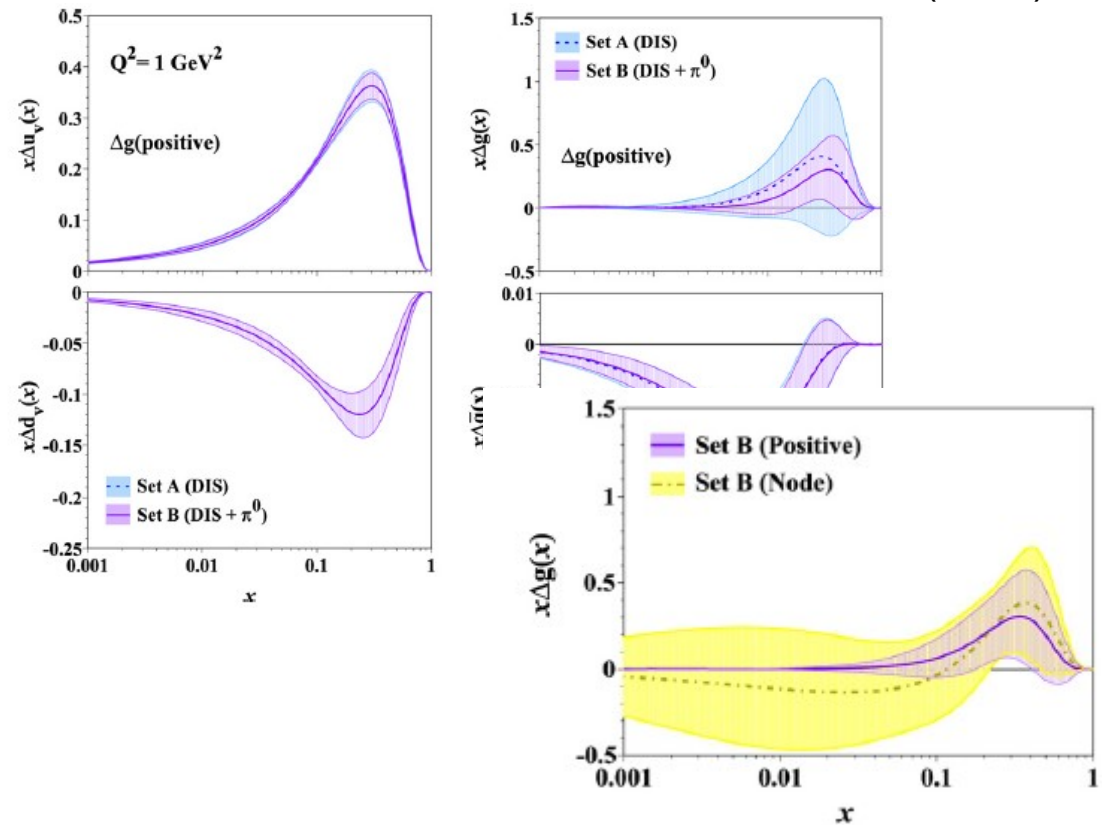 0.5
0.4
0.3
0.2
0.1
0
Q²= 1 GeV²
Δg(positive)
xΔu_v(x)
1.5
1
0.5
0
-0.5
Set A (DIS)
Set B (DIS + π⁰)
Δg(positive)
xΔg(x)
0
-0.05
-0.1
-0.15
-0.2
-0.25
xΔd_v(x)
Set A (DIS)
Set B (DIS + π⁰)
0.001 0.01 0.1 1
x
0.01
0
1.5
1
0.5
0
-0.5
Set B (Positive)
Set B (Node)
xΔg(x)
0.001 0.01 0.1 1
x